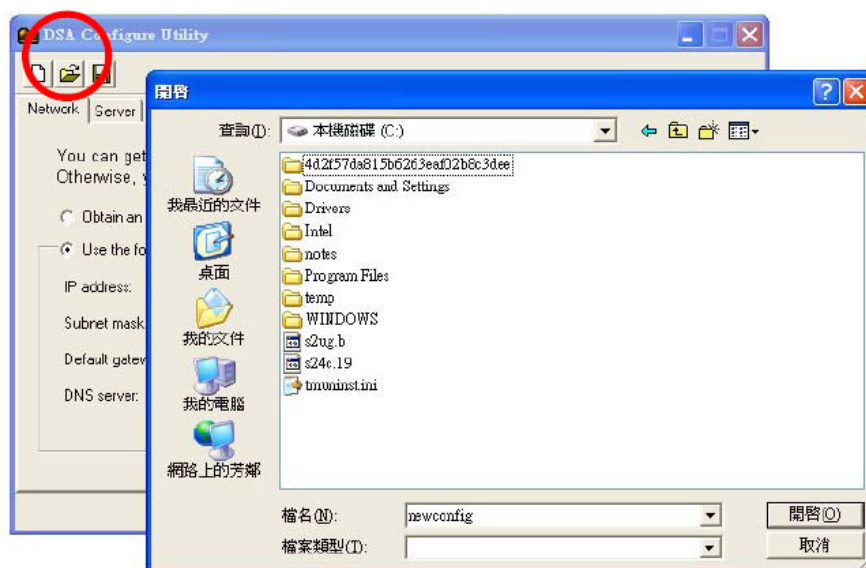 DSA Configure Utility
Network Server
You can get
Otherwise, y
Obtain an
Use the fo
IP address:
Subnet mask
Default gatew
DNS server:
開啓
查詢(I):
本機磁碟 (C:)
我最近的文件
桌面
我的文件
我的電腦
網路上的芳鄰
4d2f57da815b6263eaf02b8c3dee
Documents and Settings
Drivers
Intel
notes
Program Files
temp
WINDOWS
s2ug.b
s24c.19
tmuninst.ini
檔名(N):
newconfig
開啓(O)
檔案類型(T):
取消